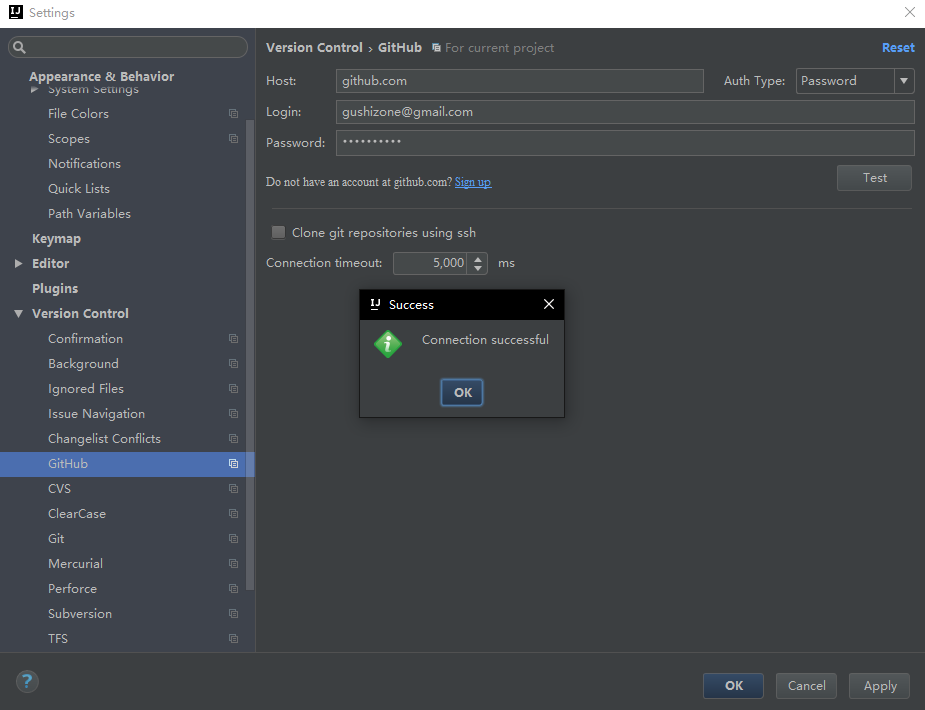 Settings
Appearance & Behavior
System Settings
File Colors
Scopes
Notifications
Quick Lists
Path Variables
Keymap
Editor
Plugins
Version Control
Confirmation
Background
Ignored Files
Issue Navigation
Changelist Conflicts
GitHub
CVS
ClearCase
Git
Mercurial
Perforce
Subversion
TFS
Version Control › GitHub For current project Reset
Host: github.com Auth Type: Password
Login: gushizone@gmail.com
Password: ••••••••••
Do not have an account at github.com? Sign up Test
Clone git repositories using ssh
Connection timeout: 5,000 ms
IJ Success
Connection successful
OK
? OK Cancel Apply